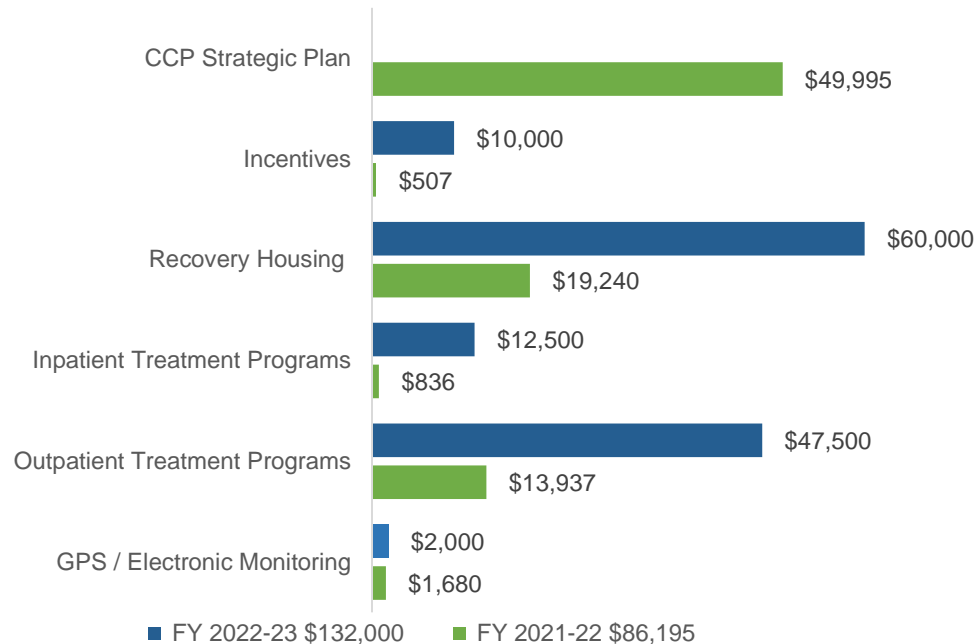 CCP Strategic Plan
$49,995
Incentives
$10,000
$507
Recovery Housing
$60,000
$19,240
Inpatient Treatment Programs
$12,500
$836
Outpatient Treatment Programs
$47,500
$13,937
GPS / Electronic Monitoring
$2,000
$1,680
FY 2022-23 $132,000 FY 2021-22 $86,195